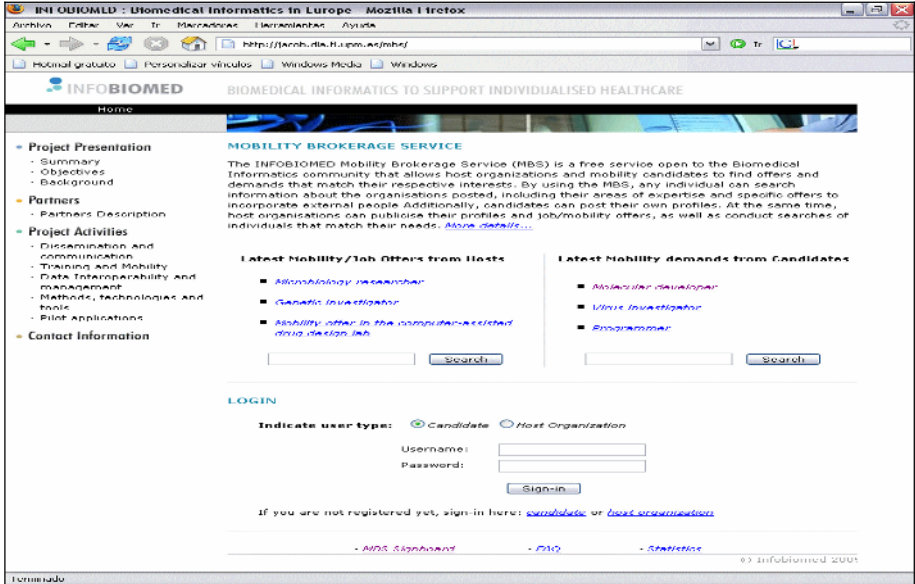 INFOBIOMED : Biomedical Informatics in Europe - Mozilla Firefox
Archivo Editar Ver Ir Marcadores Herramientas Ayuda
http://jacob.dia.fi.upm.es/mbs/
Ir
Hotmail gratuito Personalizar vínculos Windows Media Windows
INFOBIOMED
BIOMEDICAL INFORMATICS TO SUPPORT INDIVIDUALISED HEALTHCARE
Home
Project Presentation
· Summary
· Objectives
· Background
Partners
· Partners Description
Project Activities
· Dissemination and
communication
· Training and Mobility
· Data Interoperability and
management
· Methods, technologies and
tools
· Pilot applications
Contact Information
MOBILITY BROKERAGE SERVICE
The INFOBIOMED Mobility Brokerage Service (MBS) is a free service open to the Biomedical
Informatics community that allows host organizations and mobility candidates to find offers and
demands that match their respective interests. By using the MBS, any individual can search
information about the organisations posted, including their areas of expertise and specific offers to
incorporate external people Additionally, candidates can post their own profiles. At the same time,
host organisations can publicise their profiles and job/mobility offers, as well as conduct searches of
individuals that match their needs. More details...
Latest Mobility/Job Offers from Hosts
Microbiology researcher
Genetic investigator
Mobility offer in the computer-assisted
drug design lab
Search
Latest Mobility demands from Candidates
Molecular developer
Virus investigator
Programmer
Search
LOGIN
Indicate user type: Candidate Host Organization
Username:
Password:
Sign-in
If you are not registered yet, sign-in here: candidate or host organization
· MBS Signboard · FAQ · Statistics
(c) Infobiomed 2005
Terminado